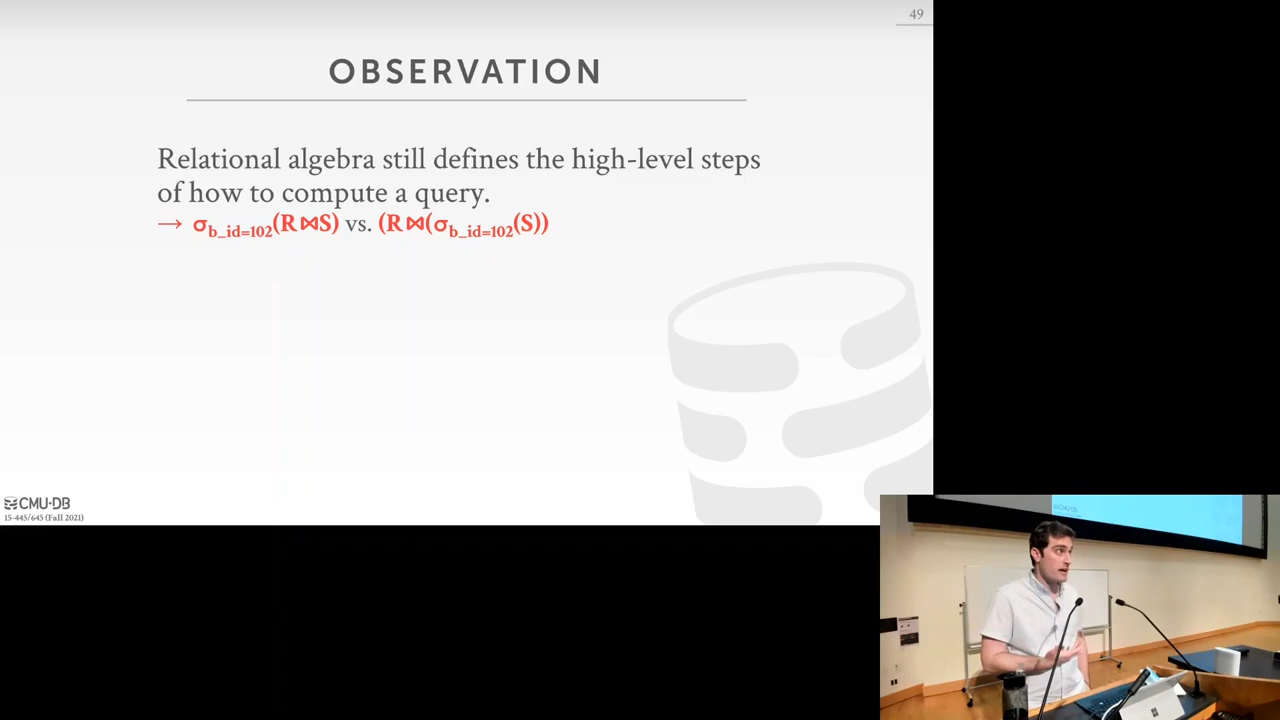 49
OBSERVATION
Relational algebra still defines the high-level steps
of how to compute a query.
→ σb_id=102(R⋈S) vs. (R⋈(σb_id=102(S))
CMU·DB
15-445/645 (Fall 2021)